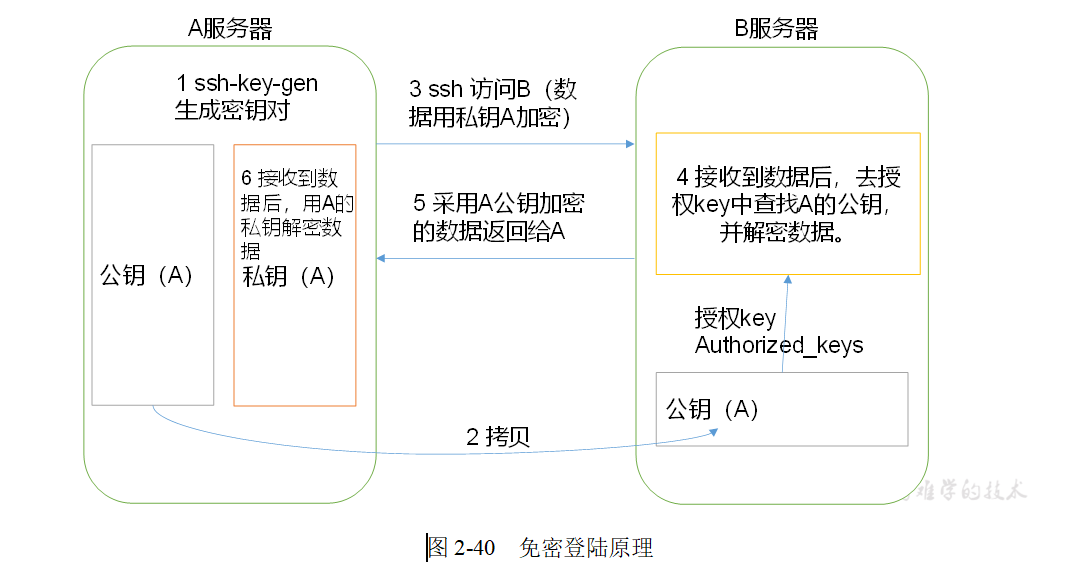 A服务器
B服务器
1 ssh-key-gen
生成密钥对
3 ssh 访问B（数
据用私钥A加密）
6 接收到数
据后，用A的
私钥解密数
据
公钥（A）
私钥（A）
5 采用A公钥加密
的数据返回给A
4 接收到数据后，去授
权key中查找A的公钥，
并解密数据。
授权key
Authorized_keys
公钥（A）
2 拷贝
难学的技术
图 2-40 免密登陆原理